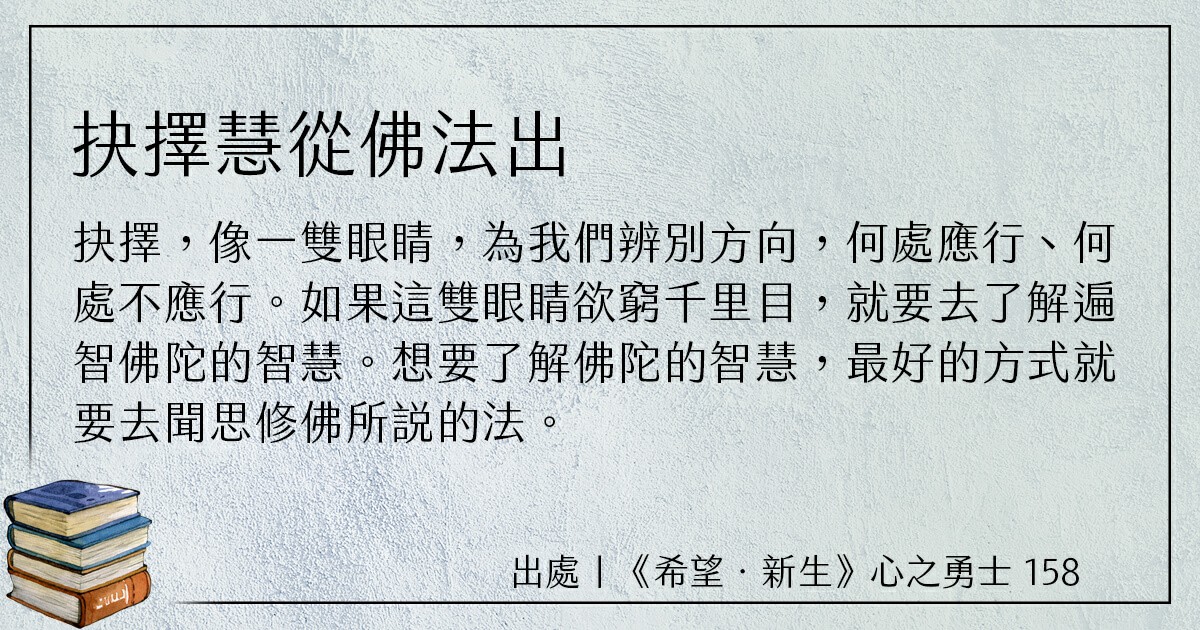 抉擇慧從佛法出
抉擇，像一雙眼睛，為我們辨別方向，何處應行、何
處不應行。如果這雙眼睛欲窮千里目，就要去了解遍
智佛陀的智慧。想要了解佛陀的智慧，最好的方式就
要去聞思修佛所説的法。
出處｜《希望．新生》心之勇士 158